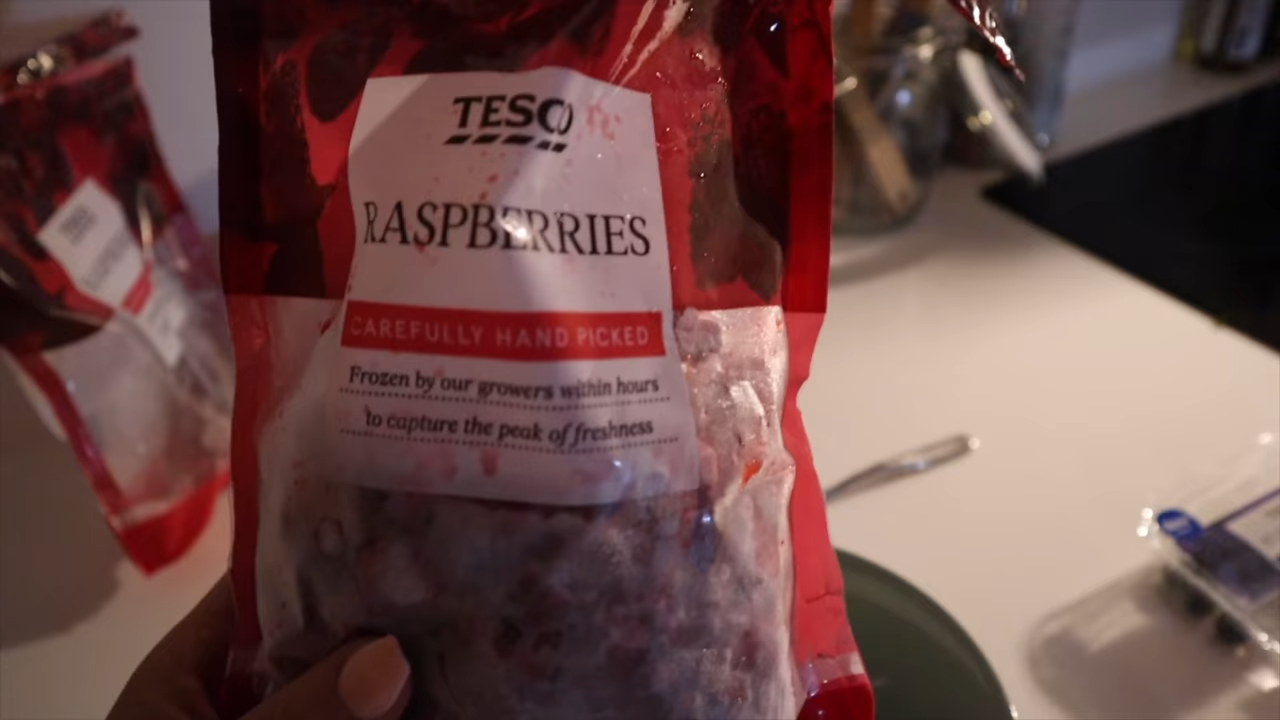 TESCO
RASPBERRIES
CAREFULLY HAND PICKED
Frozen by our growers within hours
to capture the peak of freshness